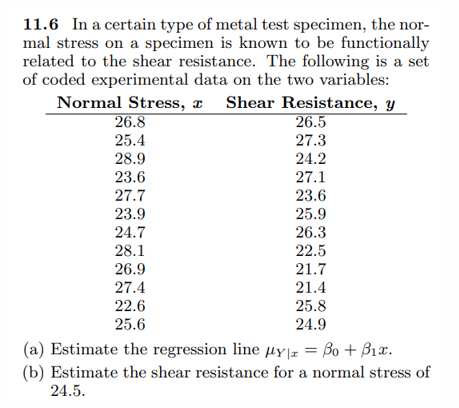 11.6 In a certain type of metal test specimen, the nor-
mal stress on a specimen is known to be functionally
related to the shear resistance. The following is a set
of coded experimental data on the two variables:
Normal Stress, x Shear Resistance, y
26.8 26.5
25.4 27.3
28.9 24.2
23.6 27.1
27.7 23.6
23.9 25.9
24.7 26.3
28.1 22.5
26.9 21.7
27.4 21.4
22.6 25.8
25.6 24.9
(a) Estimate the regression line μY|x = β0 + β1x.
(b) Estimate the shear resistance for a normal stress of
24.5.